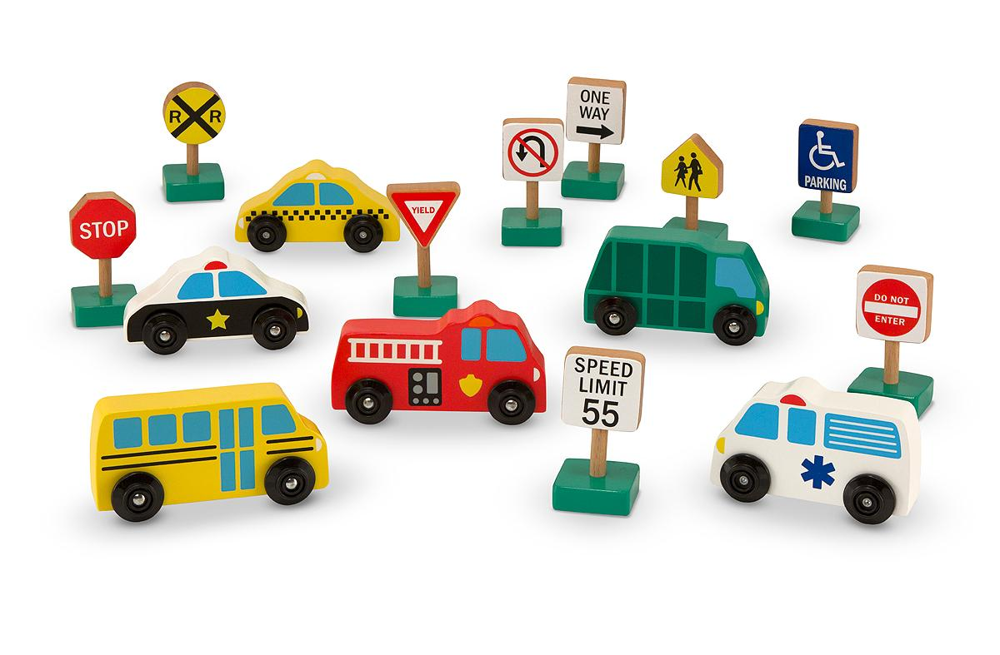 R R
STOP
YIELD
ONE
WAY
PARKING
DO NOT
ENTER
SPEED
LIMIT
55